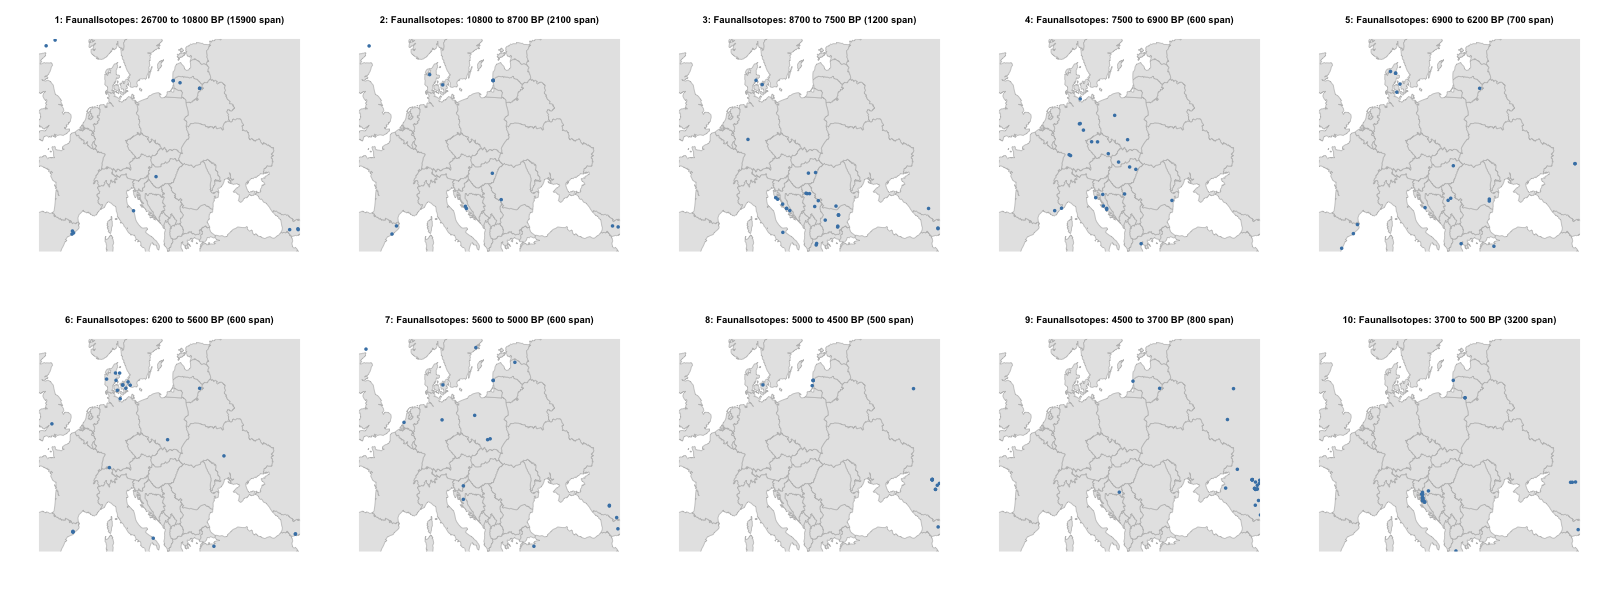 1: FaunalIsotopes: 26700 to 10800 BP (15900 span)
2: FaunalIsotopes: 10800 to 8700 BP (2100 span)
3: FaunalIsotopes: 8700 to 7500 BP (1200 span)
4: FaunalIsotopes: 7500 to 6900 BP (600 span)
5: FaunalIsotopes: 6900 to 6200 BP (700 span)
6: FaunalIsotopes: 6200 to 5600 BP (600 span)
7: FaunalIsotopes: 5600 to 5000 BP (600 span)
8: FaunalIsotopes: 5000 to 4500 BP (500 span)
9: FaunalIsotopes: 4500 to 3700 BP (800 span)
10: FaunalIsotopes: 3700 to 500 BP (3200 span)